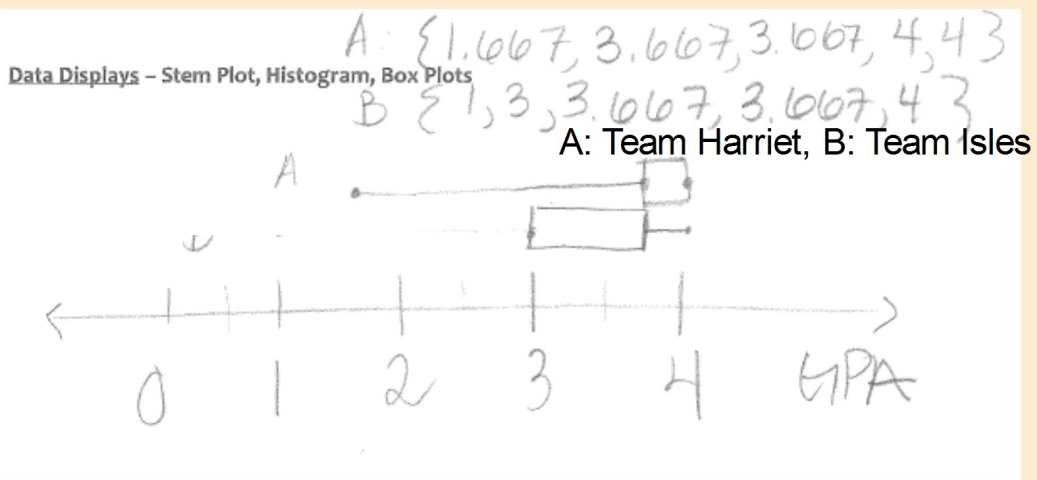 A: {1.667, 3.667, 3.667, 4, 4}
Data Displays – Stem Plot, Histogram, Box Plots
B {1, 3, 3.667, 3.667, 4}
A: Team Harriet, B: Team Isles
A
0 1 2 3 4 GPA